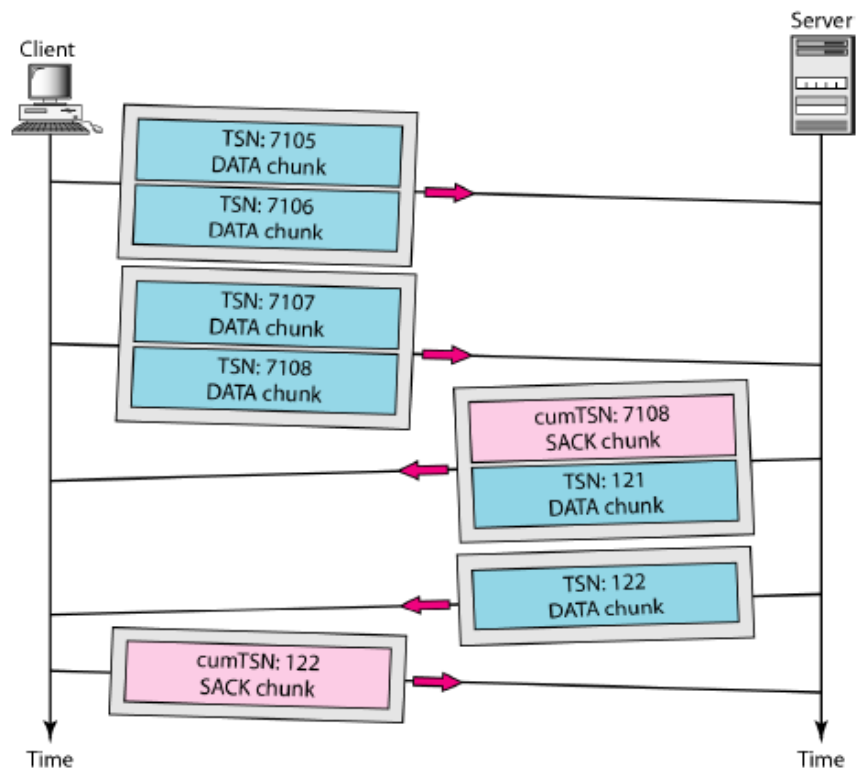 Server
Client
TSN: 7105
DATA chunk
TSN: 7106
DATA chunk
TSN: 7107
DATA chunk
TSN: 7108
DATA chunk
cumTSN: 7108
SACK chunk
TSN: 121
DATA chunk
TSN: 122
DATA chunk
cumTSN: 122
SACK chunk
Time
Time